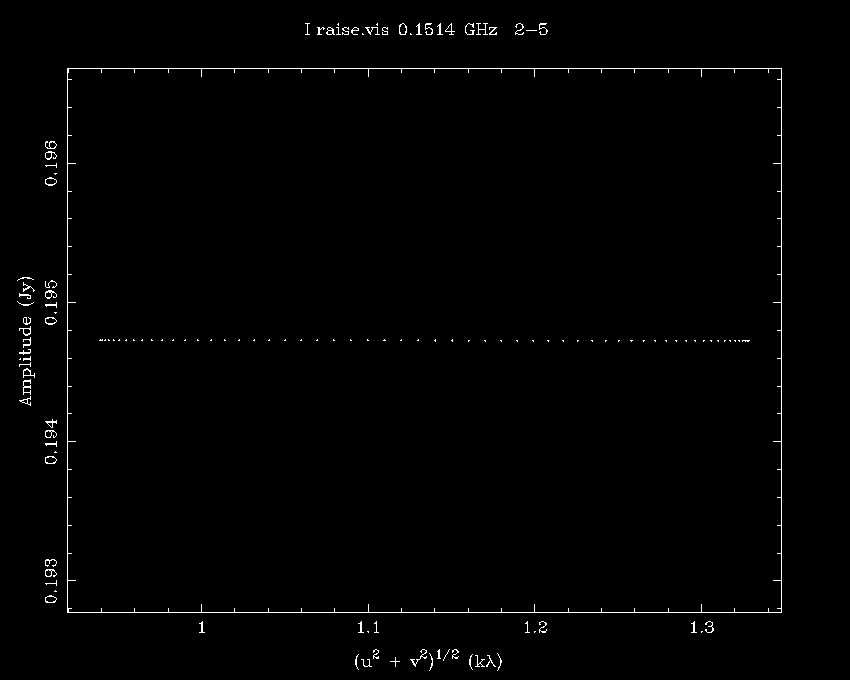 I raise.vis 0.1514 GHz 2-5
0.196
0.195
0.194
0.193
Amplitude (Jy)
1 1.1 1.2 1.3
(u² + v²)^1/2 (kλ)